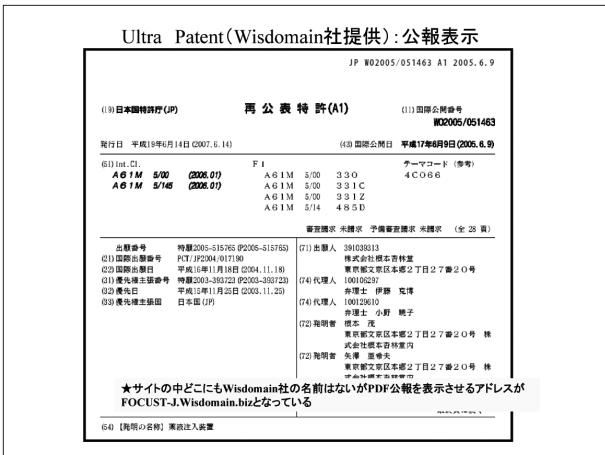 Ultra Patent(Wisdomain社提供):公報表示
JP WO2005/051463 A1 2005.6.9
(19)日本国特許庁(JP) 再公表特許(A1) (11)国際公開番号
WO2005/051463
発行日 平成19年6月14日(2007.6.14) (43)国際公開日 平成17年6月9日(2005.6.9)
(51)Int.Cl. F I テーマコード(参考)
A61M 5/00 (2006.01) A61M 5/00 330 4C066
A61M 5/145 (2006.01) A61M 5/00 331C
A61M 5/00 331Z
A61M 5/14 485D
審査請求 未請求 予備審査請求 未請求 (全 28 頁)
出願番号 特願2005-515765(P2005-515765) (71)出願人 391039313
(21)国際出願番号 PCT/JP2004/017190 株式会社根本杏林堂
(22)国際出願日 平成16年11月18日(2004.11.18) 東京都文京区本郷2丁目27番20号
(31)優先権主張番号 特願2003-393723(P2003-393723) (74)代理人 100106297
(32)優先日 平成15年11月25日(2003.11.25) 弁理士 伊藤 克博
(33)優先権主張国 日本国(JP) (74)代理人 100129610
弁理士 小野 暁子
(72)発明者 根本 茂
東京都文京区本郷2丁目27番20号 株
式会社根本杏林堂内
(72)発明者 矢澤 亜希夫
東京都文京区本郷2丁目27番20号 株
式会社根本杏林堂内
★サイトの中どこにもWisdomain社の名前はないがPDF公報を表示させるアドレスが
FOCUST-J.Wisdomain.bizとなっている
(54)【発明の名称】薬液注入装置